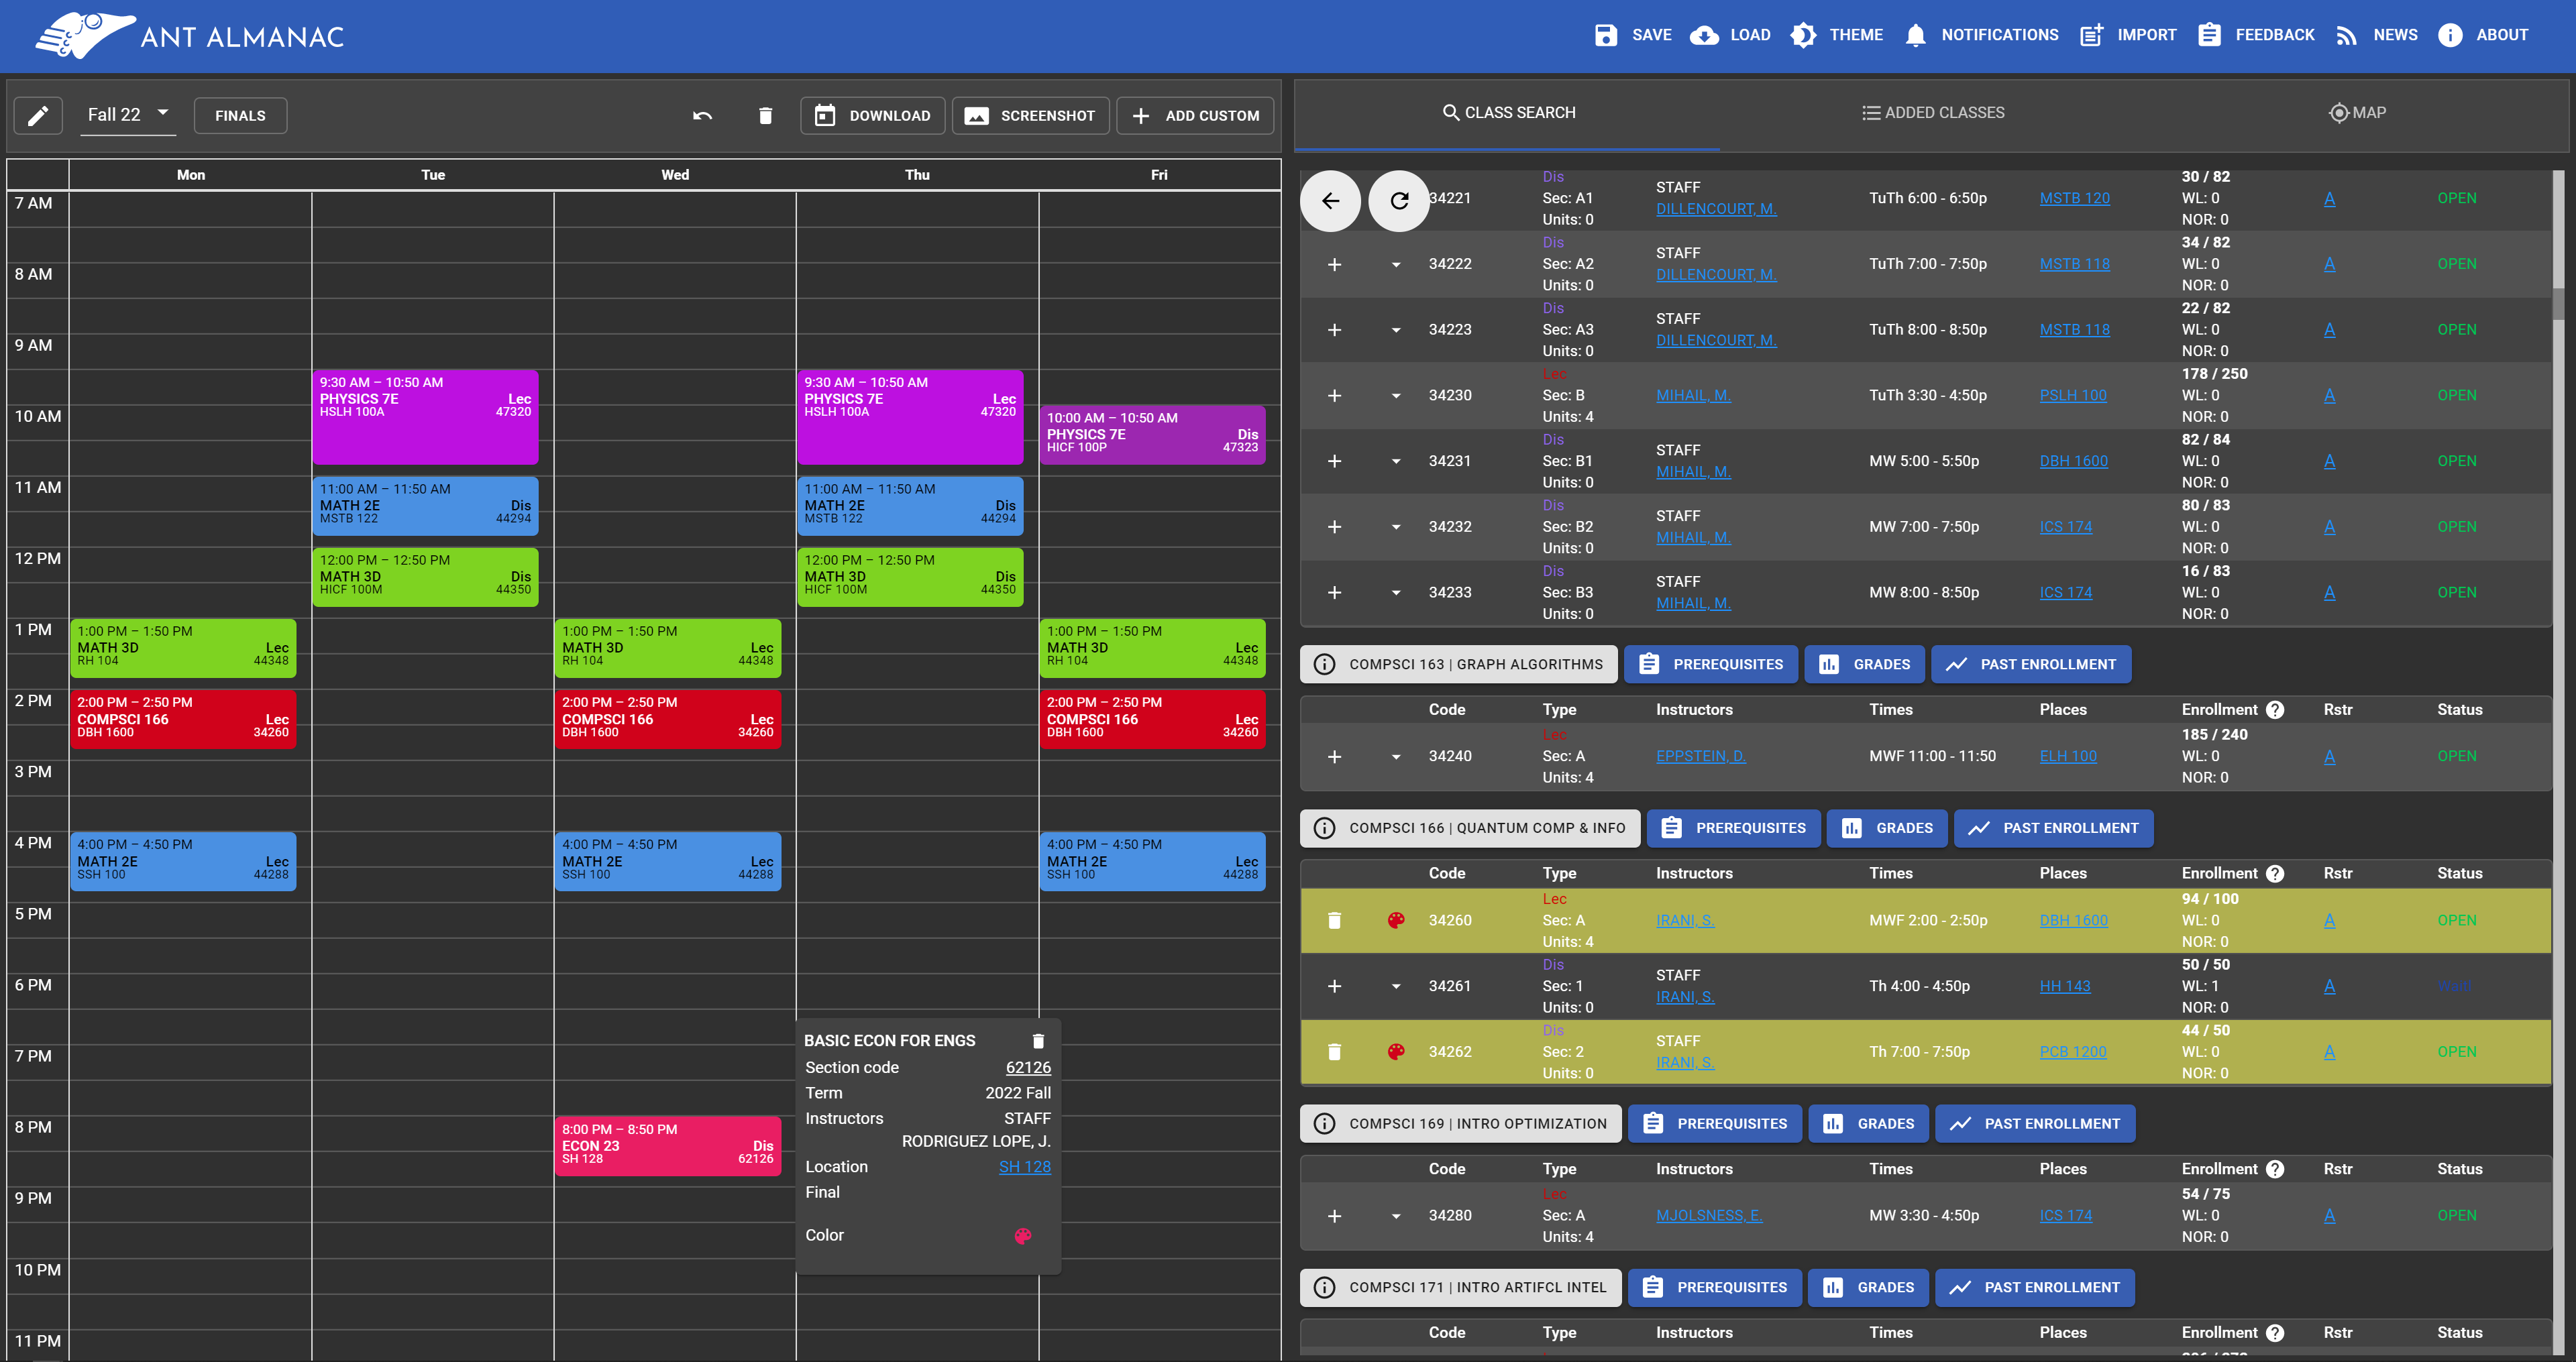 ANT ALMANAC
SAVE LOAD THEME NOTIFICATIONS IMPORT FEEDBACK NEWS ABOUT
Fall 22 FINALS DOWNLOAD SCREENSHOT ADD CUSTOM
Mon Tue Wed Thu Fri
7 AM
8 AM
9 AM
9:30 AM – 10:50 AM
PHYSICS 7E Lec
HSLH 100A 47320
9:30 AM – 10:50 AM
PHYSICS 7E Lec
HSLH 100A 47320
10 AM
10:00 AM – 10:50 AM
PHYSICS 7E Dis
HICF 100P 47323
11 AM
11:00 AM – 11:50 AM
MATH 2E Dis
MSTB 122 44294
11:00 AM – 11:50 AM
MATH 2E Dis
MSTB 122 44294
12 PM
12:00 PM – 12:50 PM
MATH 3D Dis
HICF 100M 44350
12:00 PM – 12:50 PM
MATH 3D Dis
HICF 100M 44350
1 PM
1:00 PM – 1:50 PM
MATH 3D Lec
RH 104 44348
1:00 PM – 1:50 PM
MATH 3D Lec
RH 104 44348
1:00 PM – 1:50 PM
MATH 3D Lec
RH 104 44348
2 PM
2:00 PM – 2:50 PM
COMPSCI 166 Lec
DBH 1600 34260
2:00 PM – 2:50 PM
COMPSCI 166 Lec
DBH 1600 34260
2:00 PM – 2:50 PM
COMPSCI 166 Lec
DBH 1600 34260
3 PM
4 PM
4:00 PM – 4:50 PM
MATH 2E Lec
SSH 100 44288
4:00 PM – 4:50 PM
MATH 2E Lec
SSH 100 44288
4:00 PM – 4:50 PM
MATH 2E Lec
SSH 100 44288
5 PM
6 PM
7 PM
8 PM
8:00 PM – 8:50 PM
ECON 23 Dis
SH 128 62126
9 PM
10 PM
11 PM
BASIC ECON FOR ENGS
Section code 62126
Term 2022 Fall
Instructors STAFF
RODRIGUEZ LOPE, J.
Location SH 128
Final
Color
CLASS SEARCH ADDED CLASSES MAP
Dis 30 / 82
STAFF
34221 Sec: A1 TuTh 6:00 - 6:50p MSTB 120 WL: 0 A OPEN
DILLENCOURT, M.
Units: 0 NOR: 0
Dis 34 / 82
STAFF
34222 Sec: A2 TuTh 7:00 - 7:50p MSTB 118 WL: 0 A OPEN
DILLENCOURT, M.
Units: 0 NOR: 0
Dis 22 / 82
STAFF
34223 Sec: A3 TuTh 8:00 - 8:50p MSTB 118 WL: 0 A OPEN
DILLENCOURT, M.
Units: 0 NOR: 0
Lec 178 / 250
34230 Sec: B MIHAIL, M. TuTh 3:30 - 4:50p PSLH 100 WL: 0 A OPEN
Units: 4 NOR: 0
Dis 82 / 84
STAFF
34231 Sec: B1 MW 5:00 - 5:50p DBH 1600 WL: 0 A OPEN
MIHAIL, M.
Units: 0 NOR: 0
Dis 80 / 83
STAFF
34232 Sec: B2 MW 7:00 - 7:50p ICS 174 WL: 0 A OPEN
MIHAIL, M.
Units: 0 NOR: 0
Dis 16 / 83
STAFF
34233 Sec: B3 MW 8:00 - 8:50p ICS 174 WL: 0 A OPEN
MIHAIL, M.
Units: 0 NOR: 0
COMPSCI 163 | GRAPH ALGORITHMS PREREQUISITES GRADES PAST ENROLLMENT
Code Type Instructors Times Places Enrollment Rstr Status
Lec 185 / 240
34240 Sec: A EPPSTEIN, D. MWF 11:00 - 11:50 ELH 100 WL: 0 A OPEN
Units: 4 NOR: 0
COMPSCI 166 | QUANTUM COMP & INFO PREREQUISITES GRADES PAST ENROLLMENT
Code Type Instructors Times Places Enrollment Rstr Status
Lec 94 / 100
34260 Sec: A IRANI, S. MWF 2:00 - 2:50p DBH 1600 WL: 0 A OPEN
Units: 4 NOR: 0
Dis 50 / 50
STAFF
34261 Sec: 1 Th 4:00 - 4:50p HH 143 WL: 1 A
IRANI, S.
Units: 0 NOR: 0
Dis 44 / 50
STAFF
34262 Sec: 2 Th 7:00 - 7:50p PCB 1200 WL: 0 A OPEN
IRANI, S.
Units: 0 NOR: 0
COMPSCI 169 | INTRO OPTIMIZATION PREREQUISITES GRADES PAST ENROLLMENT
Code Type Instructors Times Places Enrollment Rstr Status
Lec 54 / 75
34280 Sec: A MJOLSNESS, E. MW 3:30 - 4:50p ICS 174 WL: 0 A OPEN
Units: 4 NOR: 0
COMPSCI 171 | INTRO ARTIFCL INTEL PREREQUISITES GRADES PAST ENROLLMENT
Code Type Instructors Times Places Enrollment Rstr Status